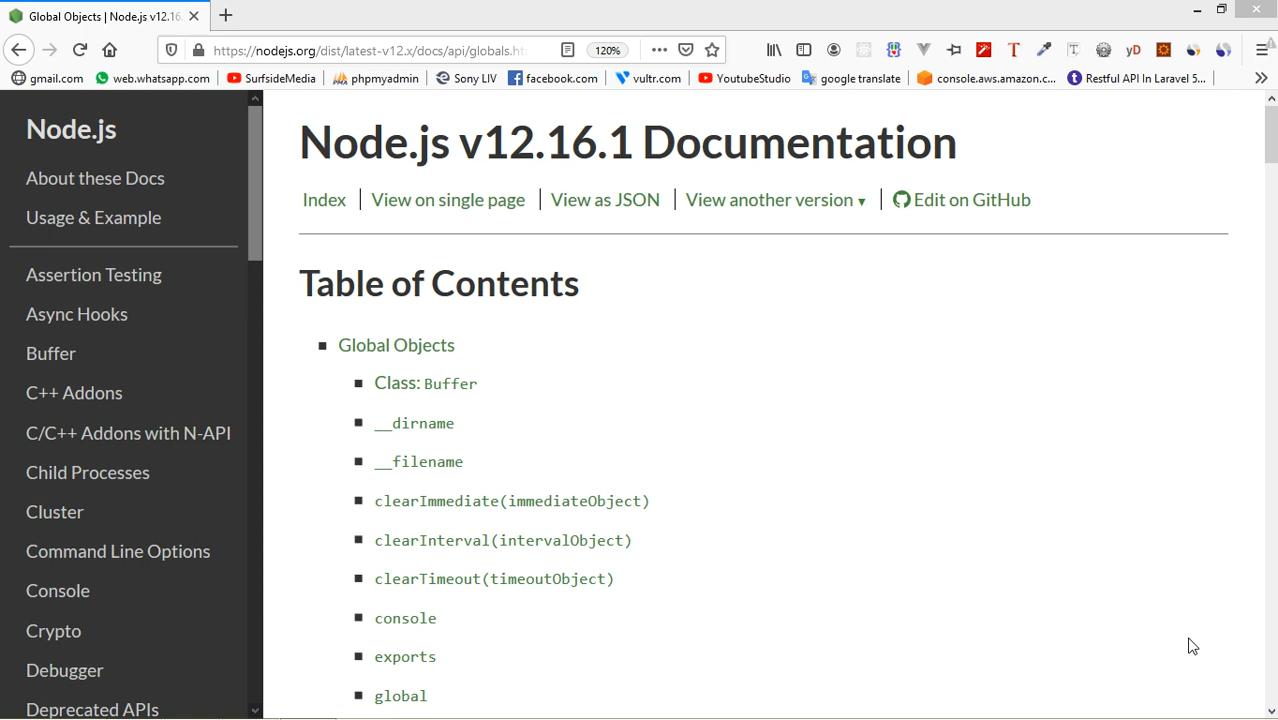 Global Objects | Node.js v12.16.
https://nodejs.org/dist/latest-v12.x/docs/api/globals.ht
120%
gmail.com
web.whatsapp.com
SurfsideMedia
phpmyadmin
Sony LIV
facebook.com
vultr.com
YoutubeStudio
google translate
console.aws.amazon.c...
Restful API In Laravel 5...
Node.js
About these Docs
Usage & Example
Assertion Testing
Async Hooks
Buffer
C++ Addons
C/C++ Addons with N-API
Child Processes
Cluster
Command Line Options
Console
Crypto
Debugger
Deprecated APIs
Node.js v12.16.1 Documentation
Index
View on single page
View as JSON
View another version ▼
Edit on GitHub
Table of Contents
Global Objects
Class: Buffer
__dirname
__filename
clearImmediate(immediateObject)
clearInterval(intervalObject)
clearTimeout(timeoutObject)
console
exports
global